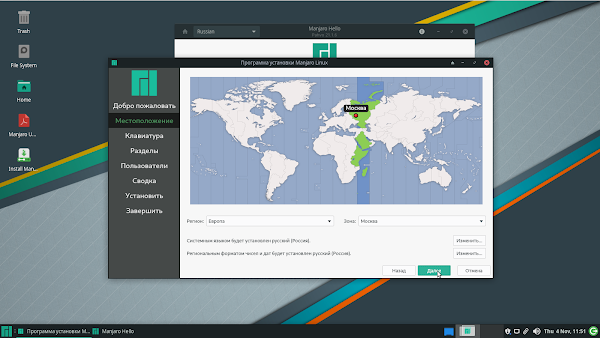 Trash
File System
Home
Manjaro U...
Install Man...
Russian
Manjaro Hello
Программа установки Manjaro Linux
Добро пожаловать
Местоположение
Клавиатура
Разделы
Пользователи
Сводка
Установить
Завершить
Москва
Регион: Европа
Зона: Москва
Системным языком будет установлен русский (Россия).
Изменить...
Региональным форматом чисел и дат будет установлен русский (Россия).
Изменить...
Назад
Далее
Отмена
Программа установки M...
Manjaro Hello
Thu 4 Nov, 11:51